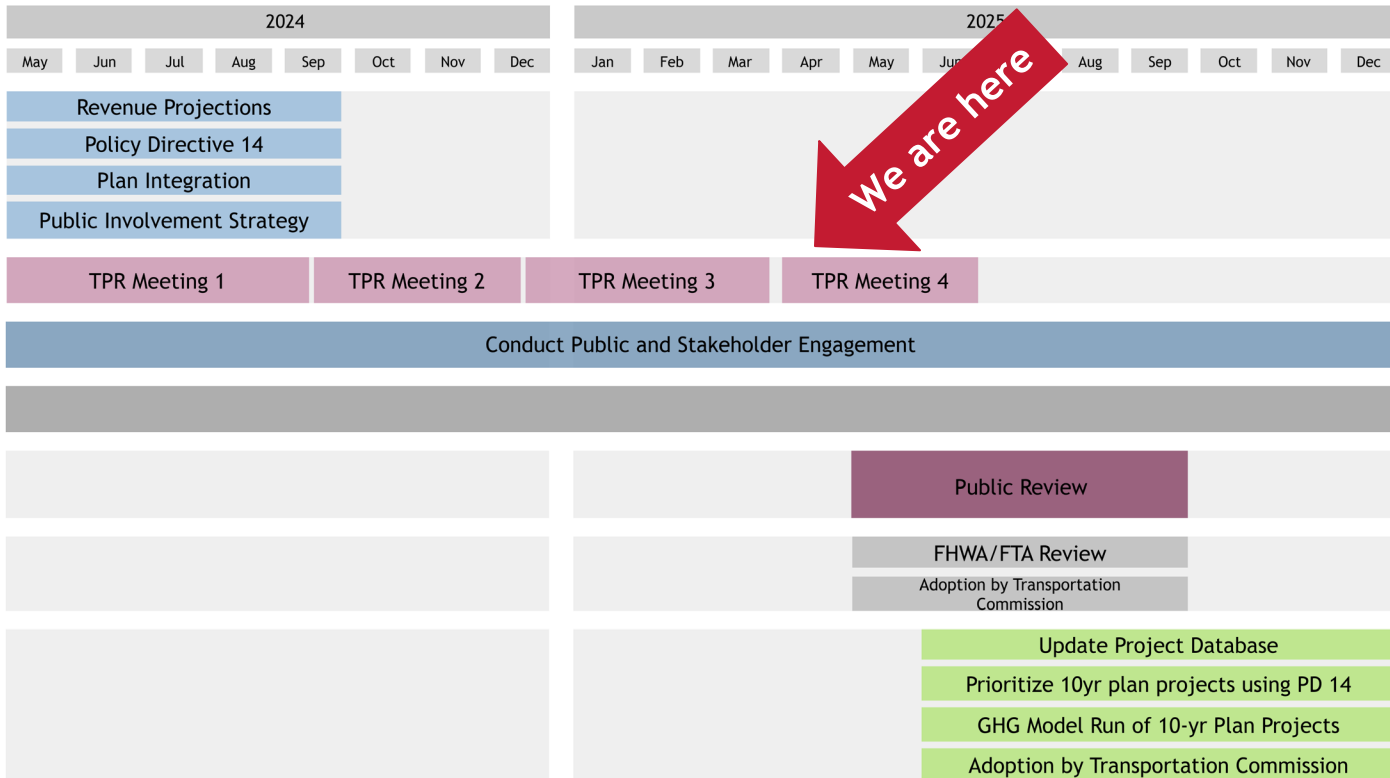 2024
2025
May Jun Jul Aug Sep Oct Nov Dec Jan Feb Mar Apr May Jun Aug Sep Oct Nov Dec
We are here
Revenue Projections
Policy Directive 14
Plan Integration
Public Involvement Strategy
TPR Meeting 1 TPR Meeting 2 TPR Meeting 3 TPR Meeting 4
Conduct Public and Stakeholder Engagement
Public Review
FHWA/FTA Review
Adoption by Transportation
Commission
Update Project Database
Prioritize 10yr plan projects using PD 14
GHG Model Run of 10-yr Plan Projects
Adoption by Transportation Commission